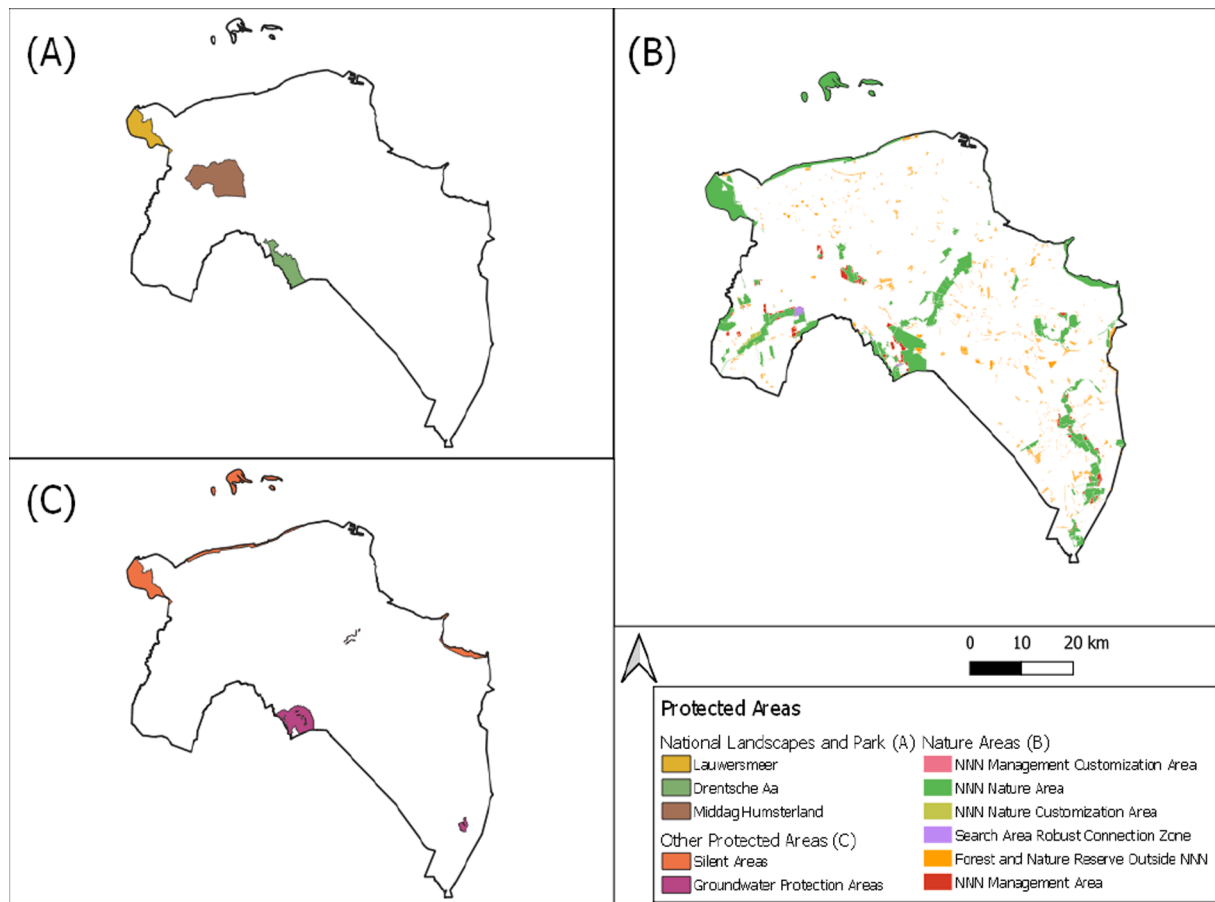 (A)
(B)
(C)
0 10 20 km
Protected Areas
National Landscapes and Park (A)
Lauwersmeer
Drentsche Aa
Middag Humsterland
Other Protected Areas (C)
Silent Areas
Groundwater Protection Areas
Nature Areas (B)
NNN Management Customization Area
NNN Nature Area
NNN Nature Customization Area
Search Area Robust Connection Zone
Forest and Nature Reserve Outside NNN
NNN Management Area